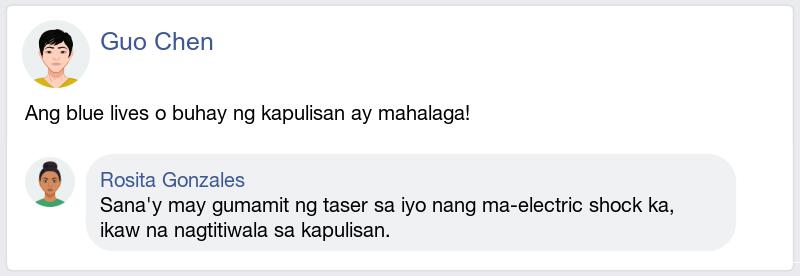 Guo Chen
Ang blue lives o buhay ng kapulisan ay mahalaga!
Rosita Gonzales
Sana'y may gumamit ng taser sa iyo nang ma-electric shock ka,
ikaw na nagtitiwala sa kapulisan.